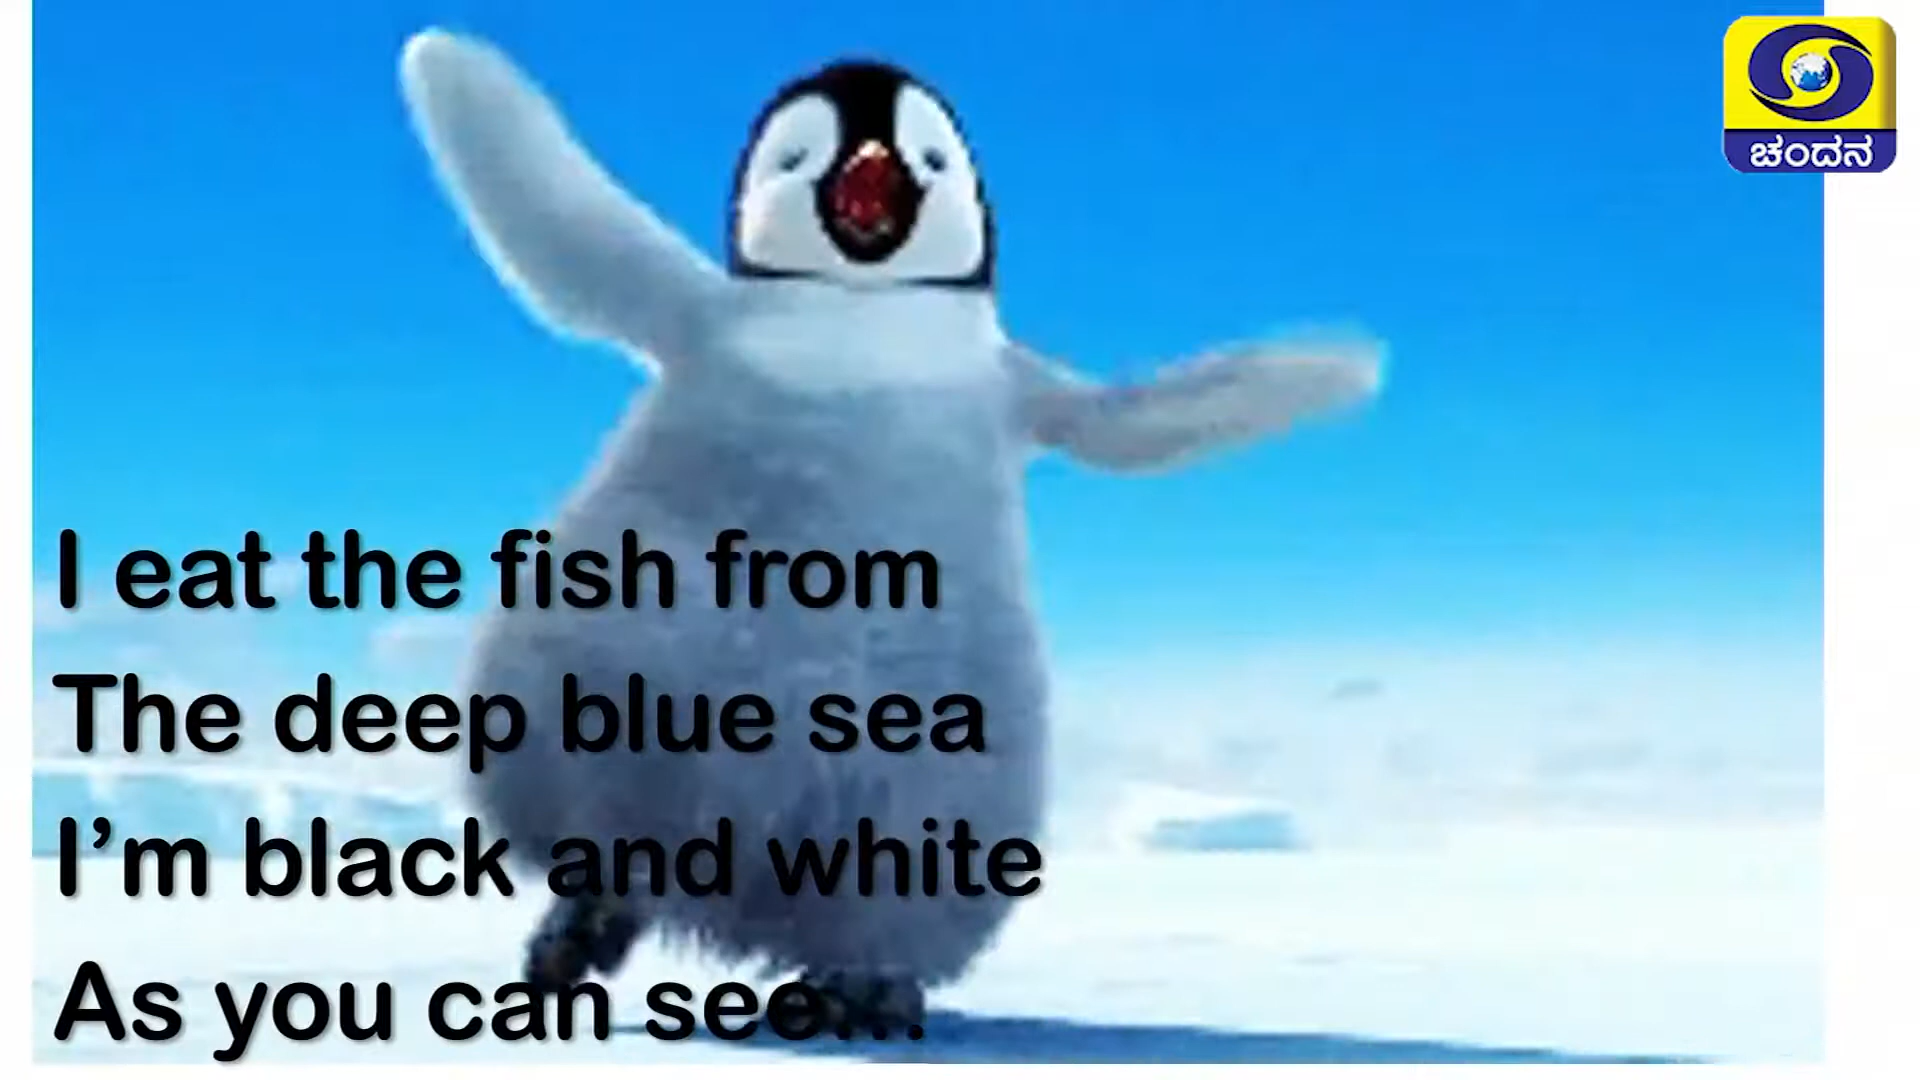 ಚಂದನ
I eat the fish from
The deep blue sea
I’m black and white
As you can see...